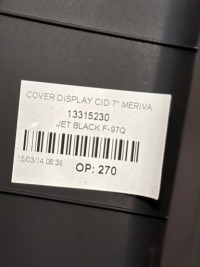 COVER DISPLAY CID 7" MERIVA
13315230
JET BLACK F-97Q
15/03/14 08:36
OP: 270